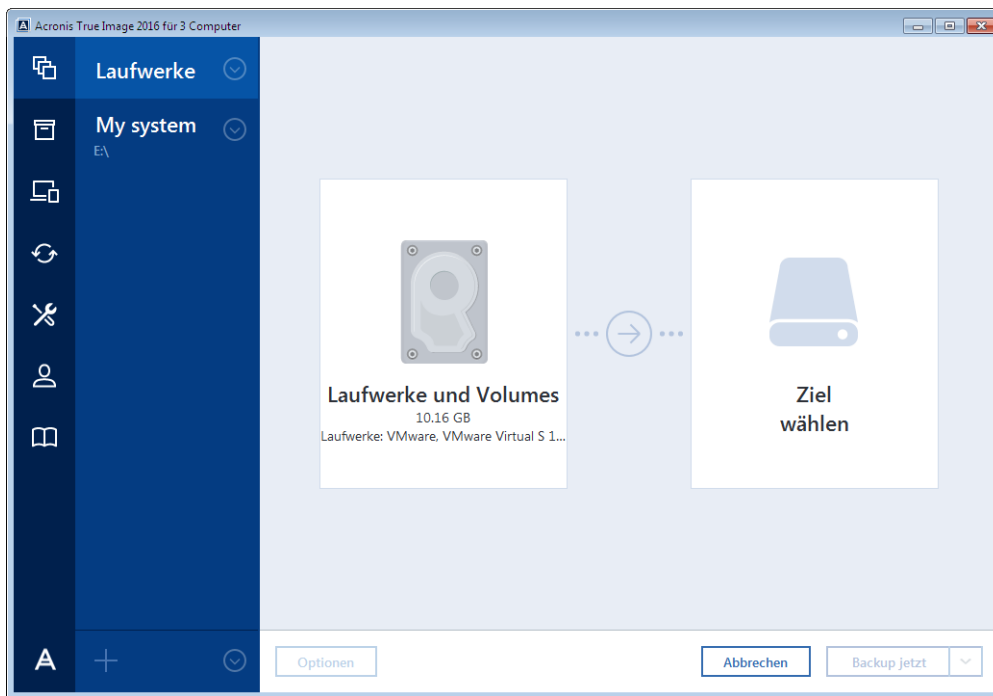 Acronis True Image 2016 für 3 Computer
Laufwerke
My system
E:\
Laufwerke und Volumes
10.16 GB
Laufwerke: VMware, VMware Virtual S 1...
Ziel
wählen
Optionen
Abbrechen
Backup jetzt